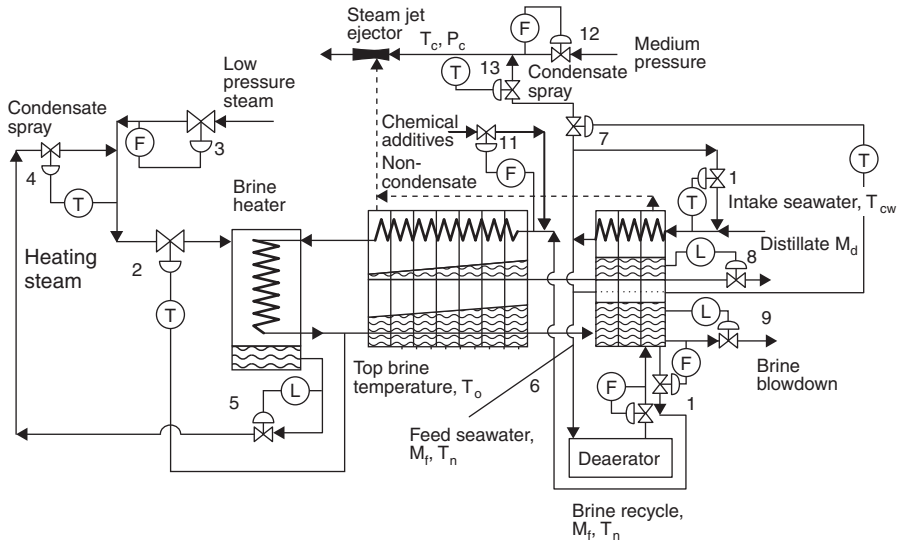 Steam jet
ejector
T_c, P_c
F
12
Medium
pressure
T
13
Condensate
spray
Low
pressure
steam
Condensate
spray
F
3
4
T
Chemical
additives
11
F
7
T
Non-
condensate
1
T
Intake seawater, T_cw
Distillate M_d
Brine
heater
Heating
steam
2
T
L
8
L
9
Brine
blowdown
F
F
1
Top brine
temperature, T_o
6
5
L
Feed seawater,
M_f, T_n
Deaerator
Brine recycle,
M_f, T_n